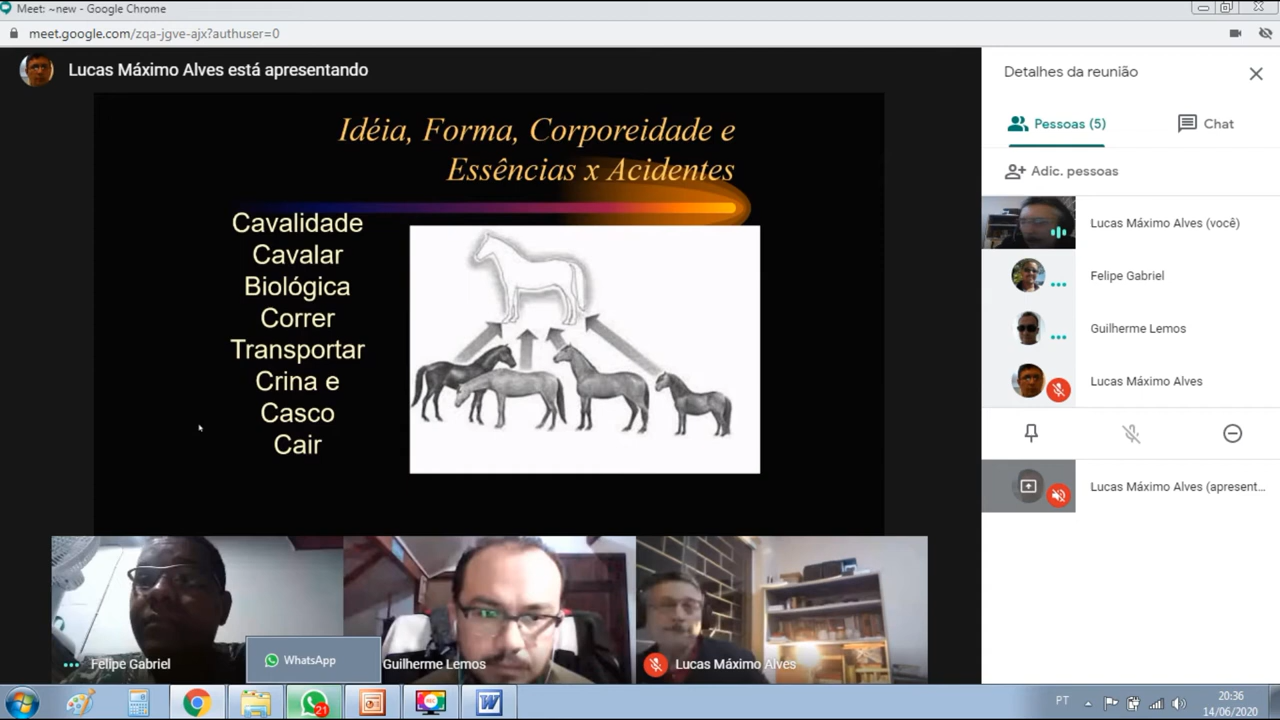 Meet: ~new - Google Chrome
meet.google.com/zqa-jgve-ajx?authuser=0
Lucas Máximo Alves está apresentando
Idéia, Forma, Corporeidade e
Essências x Acidentes
Cavalidade
Cavalar
Biológica
Correr
Transportar
Crina e
Casco
Cair
Felipe Gabriel
WhatsApp
Guilherme Lemos
Lucas Máximo Alves
Detalhes da reunião
Pessoas (5)
Chat
Adic. pessoas
Lucas Máximo Alves (você)
Felipe Gabriel
Guilherme Lemos
Lucas Máximo Alves
Lucas Máximo Alves (apresent...
21
REC
PT
20:36
14/06/2020